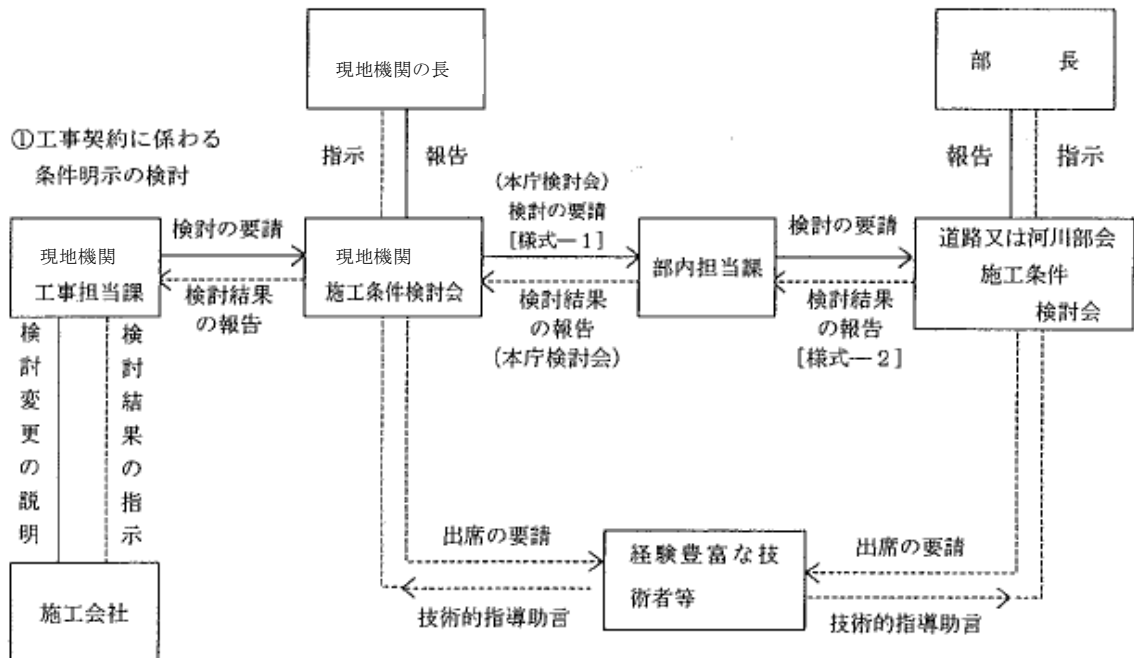 現地機関の長
部 長
①工事契約に係わる
条件明示の検討
指示
報告
報告
指示
(本庁検討会)
検討の要請
[様式―1]
検討の要請
検討の要請
現地機関
工事担当課
現地機関
施工条件検討会
部内担当課
道路又は河川部会
施工条件
検討会
検討結果
の報告
検討結果
の報告
(本庁検討会)
検討結果
の報告
[様式―2]
検討変更の説明
検討結果の指示
出席の要請
経験豊富な技
術者等
出席の要請
技術的指導助言
技術的指導助言
施工会社